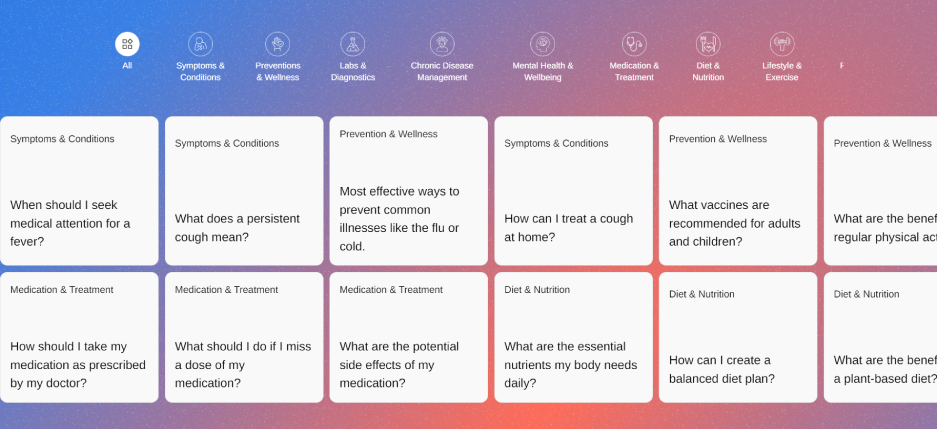 All
Symptoms &
Conditions
Preventions
& Wellness
Labs &
Diagnostics
Chronic Disease
Management
Mental Health &
Wellbeing
Medication &
Treatment
Diet &
Nutrition
Lifestyle &
Exercise
F
Symptoms & Conditions
When should I seek
medical attention for a
fever?
Symptoms & Conditions
What does a persistent
cough mean?
Prevention & Wellness
Most effective ways to
prevent common
illnesses like the flu or
cold.
Symptoms & Conditions
How can I treat a cough
at home?
Prevention & Wellness
What vaccines are
recommended for adults
and children?
Prevention & Wellness
What are the benef
regular physical act
Medication & Treatment
How should I take my
medication as prescribed
by my doctor?
Medication & Treatment
What should I do if I miss
a dose of my
medication?
Medication & Treatment
What are the potential
side effects of my
medication?
Diet & Nutrition
What are the essential
nutrients my body needs
daily?
Diet & Nutrition
How can I create a
balanced diet plan?
Diet & Nutrition
What are the benef
a plant-based diet?